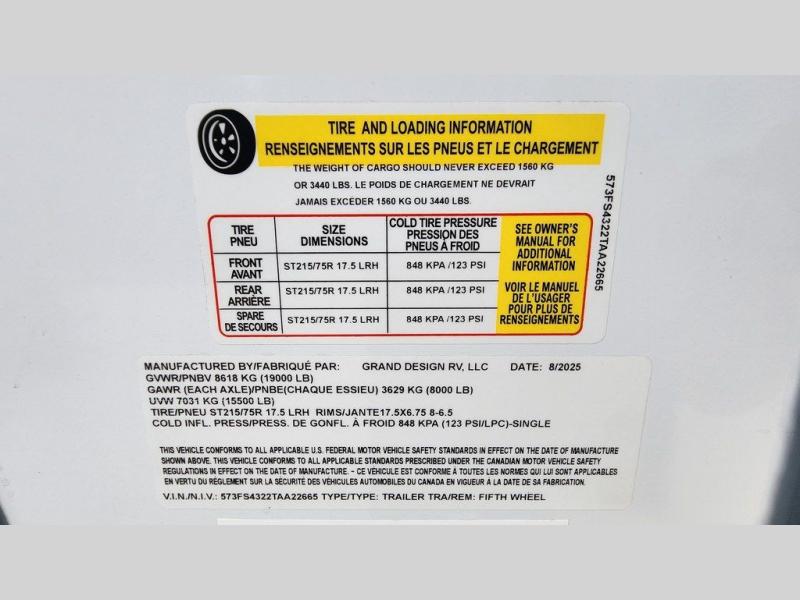 TIRE AND LOADING INFORMATION
RENSEIGNEMENTS SUR LES PNEUS ET LE CHARGEMENT
THE WEIGHT OF CARGO SHOULD NEVER EXCEED 1560 KG
OR 3440 LBS. LE POIDS DE CHARGEMENT NE DEVRAIT
JAMAIS EXCÉDER 1560 KG OU 3440 LBS.
TIRE
PNEU
SIZE
DIMENSIONS
COLD TIRE PRESSURE
PRESSION DES
PNEUS À FROID
FRONT
AVANT
ST215/75R 17.5 LRH
848 KPA /123 PSI
REAR
ARRIÈRE
ST215/75R 17.5 LRH
848 KPA /123 PSI
SPARE
DE SECOURS
ST215/75R 17.5 LRH
848 KPA /123 PSI
SEE OWNER'S
MANUAL FOR
ADDITIONAL
INFORMATION
VOIR LE MANUEL
DE L'USAGER
POUR PLUS DE
RENSEIGNEMENTS
573FS4322TAA22665
MANUFACTURED BY/FABRIQUÉ PAR: GRAND DESIGN RV, LLC DATE: 8/2025
GVWR/PNBV 8618 KG (19000 LB)
GAWR (EACH AXLE)/PNBE(CHAQUE ESSIEU) 3629 KG (8000 LB)
UVW 7031 KG (15500 LB)
TIRE/PNEU ST215/75R 17.5 LRH RIMS/JANTE17.5X6.75 8-6.5
COLD INFL. PRESS./PRESS. DE GONFL. À FROID 848 KPA (123 PSI/LPC)-SINGLE
THIS VEHICLE CONFORMS TO ALL APPLICABLE U.S. FEDERAL MOTOR VEHICLE SAFETY STANDARDS IN EFFECT ON THE DATE OF MANUFACTURE
SHOWN ABOVE. THIS VEHICLE CONFORMS TO ALL APPLICABLE STANDARDS PRESCRIBED UNDER THE CANADIAN MOTOR VEHICLE SAFETY
REGULATIONS IN EFFECT ON THE DATE OF MANUFACTURE. - CE VÉHICULE EST CONFORME À TOUTES LES NORMES QUI LUI SONT APPLICABLES
EN VERTU DU RÈGLEMENT SUR LA SÉCURITÉ DES VÉHICULES AUTOMOBILES DU CANADA EN VIGUEUR À LA DATE DE SA FABRICATION.
V.I.N./N.I.V.: 573FS4322TAA22665 TYPE/TYPE: TRAILER TRA/REM: FIFTH WHEEL